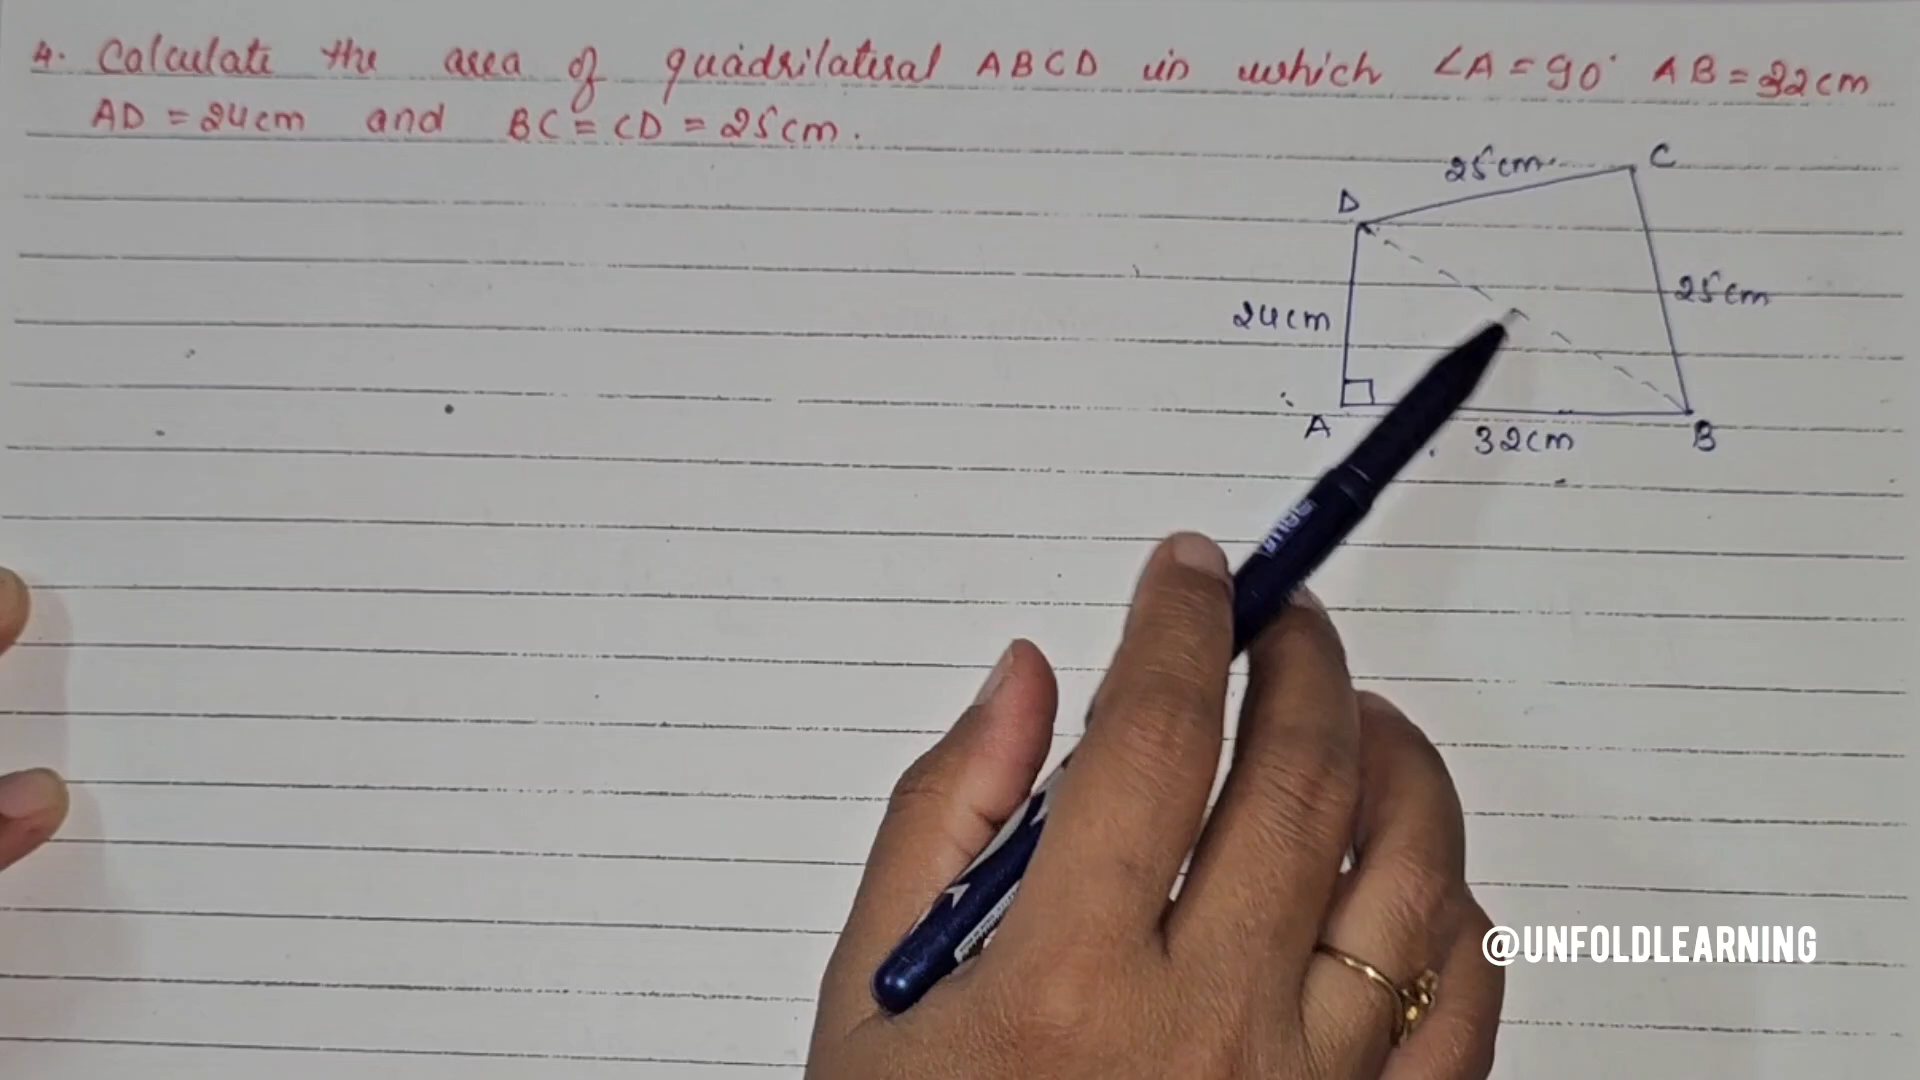 4. Calculate the area of quadrilateral ABCD in which ∠A = 90° AB = 32cm
AD = 24cm and BC = CD = 25cm.
25cm
C
D
25cm
24cm
A
32cm
B
@UNFOLDLEARNING